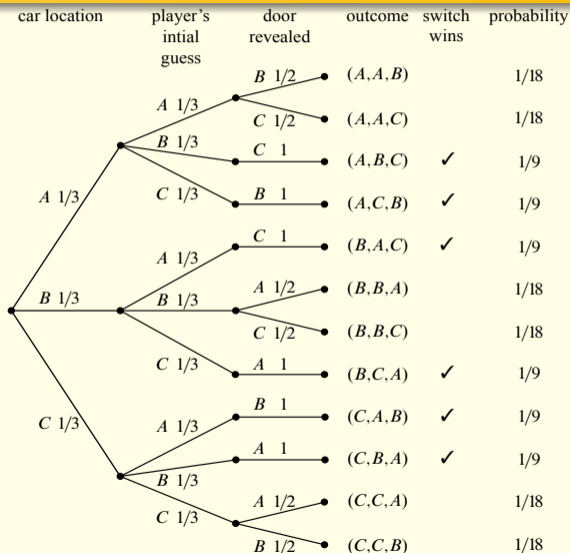 car location player's door outcome switch probability
intial revealed wins
guess
B 1/2 (A,A,B) 1/18
A 1/3
C 1/2 (A,A,C) 1/18
B 1/3 C 1 (A,B,C) ✓ 1/9
A 1/3 C 1/3 B 1 (A,C,B) ✓ 1/9
C 1 (B,A,C) ✓ 1/9
A 1/3
B 1/3 B 1/3 A 1/2 (B,B,A) 1/18
C 1/2 (B,B,C) 1/18
C 1/3 A 1 (B,C,A) ✓ 1/9
B 1 (C,A,B) ✓ 1/9
C 1/3 A 1/3
A 1 (C,B,A) ✓ 1/9
B 1/3
C 1/3 A 1/2 (C,C,A) 1/18
B 1/2 (C,C,B) 1/18